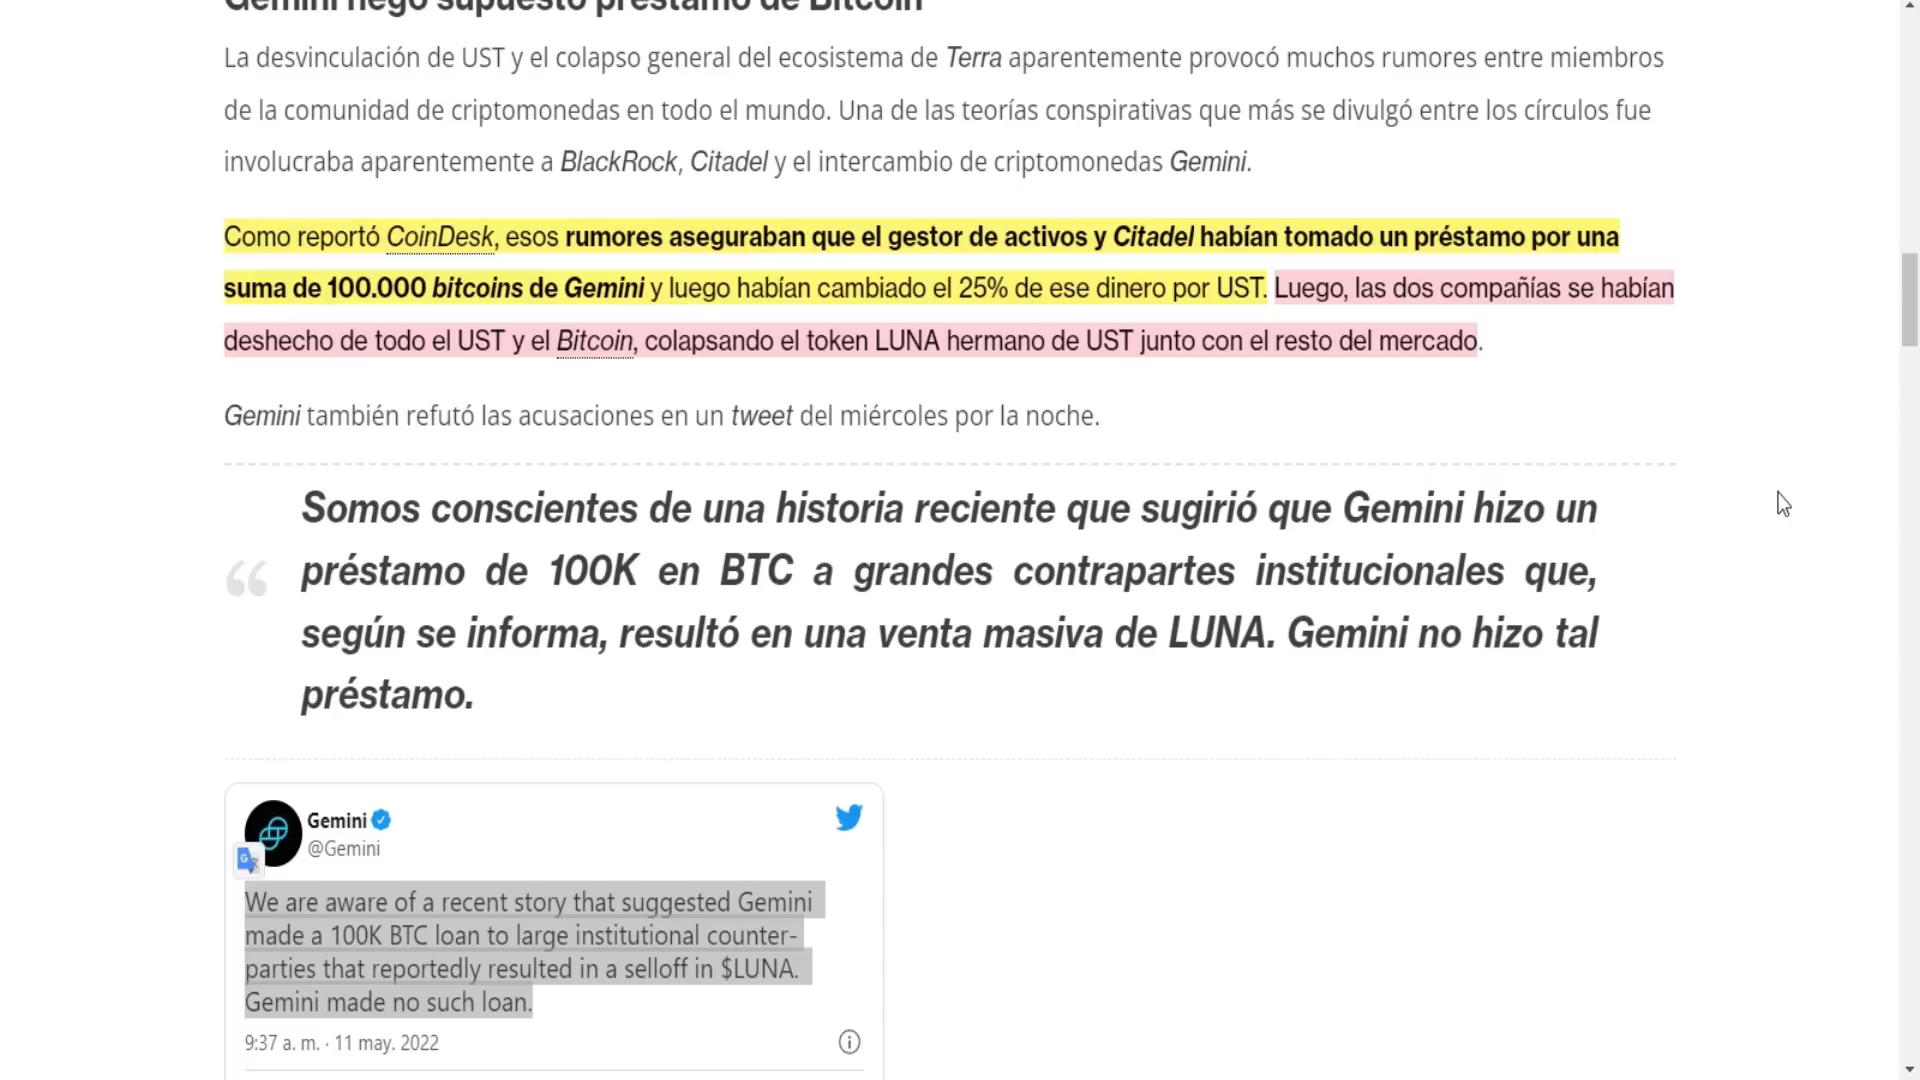 Gemini negó supuesto préstamo de Bitcoin
La desvinculación de UST y el colapso general del ecosistema de Terra aparentemente provocó muchos rumores entre miembros
de la comunidad de criptomonedas en todo el mundo. Una de las teorías conspirativas que más se divulgó entre los círculos fue
involucraba aparentemente a BlackRock, Citadel y el intercambio de criptomonedas Gemini.
Como reportó CoinDesk, esos rumores aseguraban que el gestor de activos y Citadel habían tomado un préstamo por una
suma de 100.000 bitcoins de Gemini y luego habían cambiado el 25% de ese dinero por UST. Luego, las dos compañías se habían
deshecho de todo el UST y el Bitcoin, colapsando el token LUNA hermano de UST junto con el resto del mercado.
Gemini también refutó las acusaciones en un tweet del miércoles por la noche.
“ Somos conscientes de una historia reciente que sugirió que Gemini hizo un
préstamo de 100K en BTC a grandes contrapartes institucionales que,
según se informa, resultó en una venta masiva de LUNA. Gemini no hizo tal
préstamo.
Gemini
@Gemini
We are aware of a recent story that suggested Gemini
made a 100K BTC loan to large institutional counter-
parties that reportedly resulted in a selloff in $LUNA.
Gemini made no such loan.
9:37 a. m. · 11 may. 2022